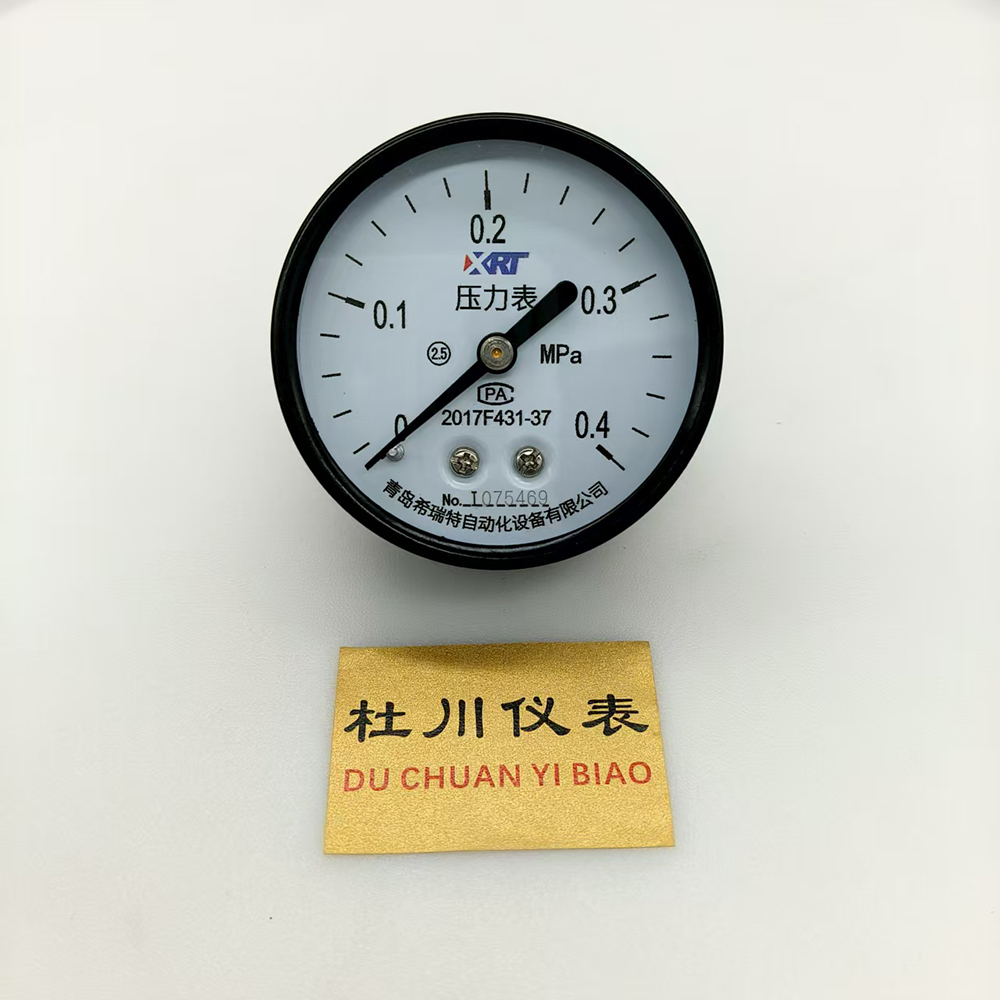 0.2
XRT
压力表
0.1
0.3
2.5
MPa
PA
2017F431-37
0
0.4
No. I075469
青岛希瑞特自动化设备有限公司
杜川仪表
DU CHUAN YI BIAO